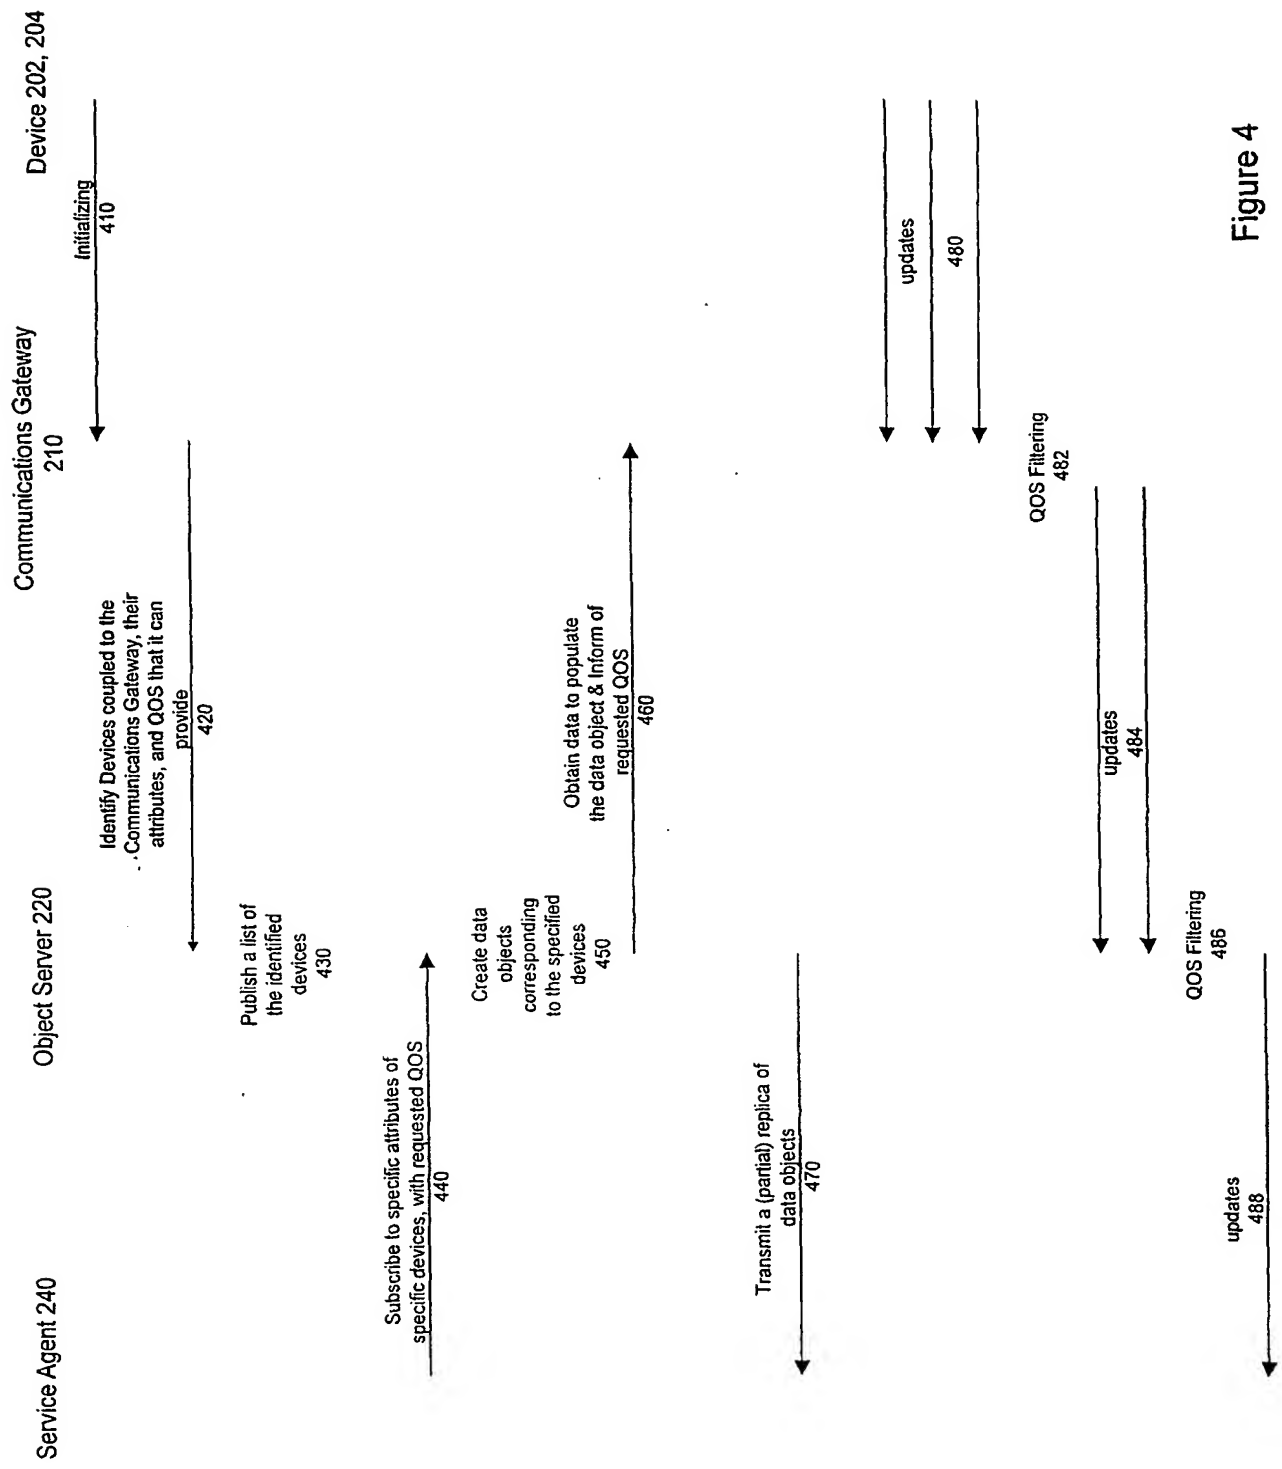 Service Agent 240
Object Server 220
Communications Gateway
210
Device 202, 204
Initializing
410
Identify Devices coupled to the
Communications Gateway, their
attributes, and QOS that it can
provide
420
Publish a list of
the identified
devices
430
Subscribe to specific attributes of
specific devices, with requested QOS
440
Create data
objects
corresponding
to the specified
devices
450
Obtain data to populate
the data object & Inform of
requested QOS
460
Transmit a (partial) replica of
data objects
470
updates
480
QOS Filtering
482
updates
484
QOS Filtering
486
updates
488
Figure 4